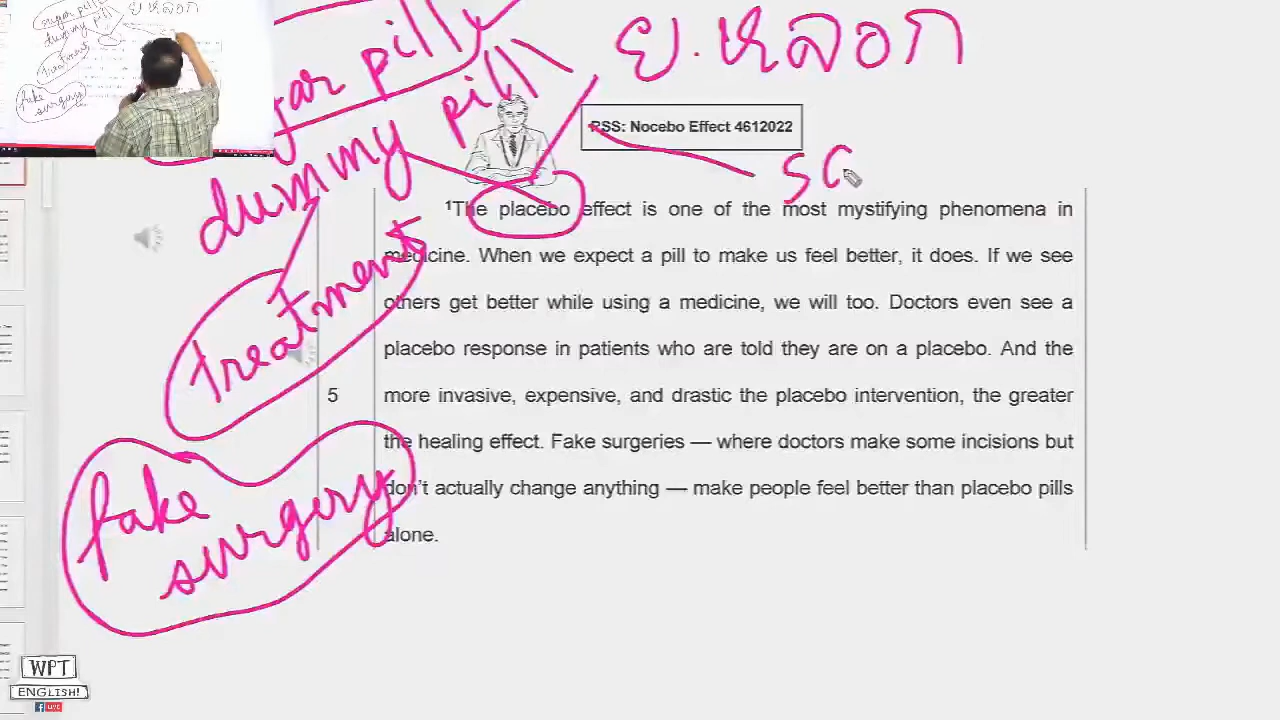 ย.หลอก
sugar pill
dummy pill
RSS: Nocebo Effect 4612022
treatment
fake
surgery
¹The placebo effect is one of the most mystifying phenomena in
medicine. When we expect a pill to make us feel better, it does. If we see
others get better while using a medicine, we will too. Doctors even see a
placebo response in patients who are told they are on a placebo. And the
5 more invasive, expensive, and drastic the placebo intervention, the greater
the healing effect. Fake surgeries — where doctors make some incisions but
don't actually change anything — make people feel better than placebo pills
alone.
WPT
ENGLISH!